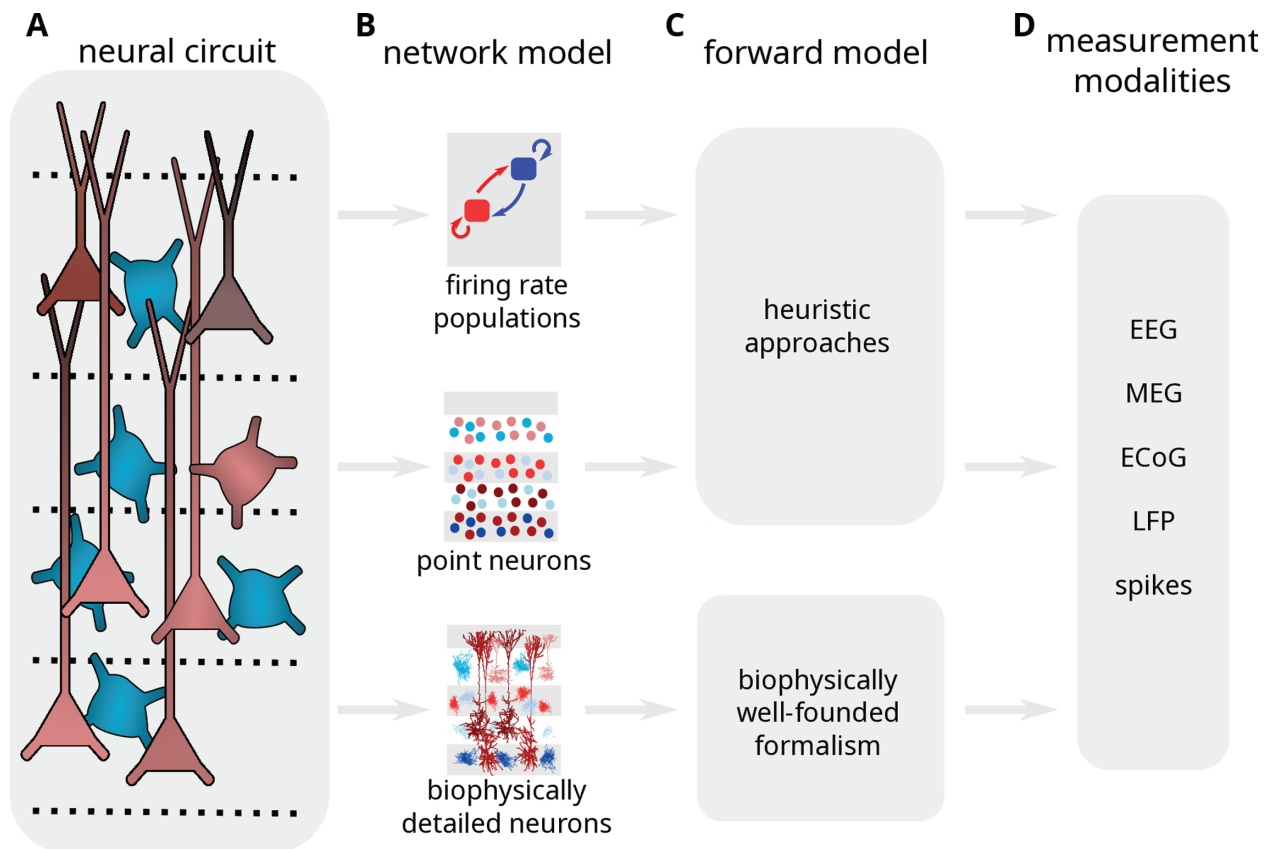 A
neural circuit
B
network model
firing rate
populations
point neurons
biophysically
detailed neurons
C
forward model
heuristic
approaches
biophysically
well-founded
formalism
D
measurement
modalities
EEG
MEG
ECoG
LFP
spikes